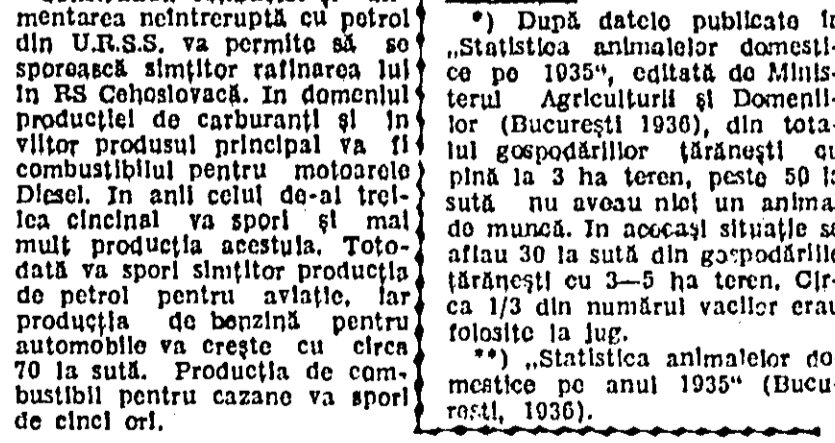 mentarea neîntreruptă cu petrol
din U.R.S.S. va permite să se
sporească simțitor rafinarea lui
în RS Cehoslovacă. In domeniul
producției de carburanți și în
viitor produsul principal va fi
combustibilul pentru motoarele
Diesel. In anii celui de-al trei-
lea cincinal va spori și mai
mult producția acestuia. Toto-
dată va spori simțitor producția
de petrol pentru aviație, iar
producția de benzină pentru
automobile va crește cu circa
70 la sută. Producția de com-
bustibil pentru cazane va spori
de cinci ori.
*) După datele publicate î
„Statistica animalelor domesti-
ce pe 1935“, editată de Minis-
terul Agriculturii și Domenii-
lor (București 1936), din tota-
lul gospodăriilor țărănești cu
pînă la 3 ha teren, peste 50 la
sută nu aveau nici un animal
de muncă. In aceeași situație se
aflau 30 la sută din gospodăriile
țărănești cu 3—5 ha teren. Cir-
ca 1/3 din numărul vacilor erau
folosite la jug.
**) „Statistica animalelor do-
mestice pe anul 1935“ (Bucu-
rești, 1936).